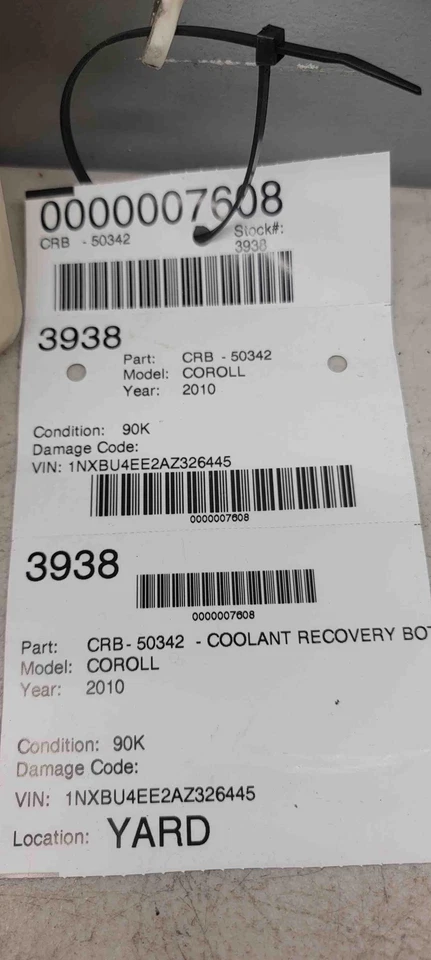 0000007608
CRB - 50342
Stock#:
3938
3938
Part: CRB - 50342
Model: COROLL
Year: 2010
Condition: 90K
Damage Code:
VIN: 1NXBU4EE2AZ326445
0000007608
3938
0000007608
Part: CRB- 50342 - COOLANT RECOVERY BOT
Model: COROLL
Year: 2010
Condition: 90K
Damage Code:
VIN: 1NXBU4EE2AZ326445
Location: YARD